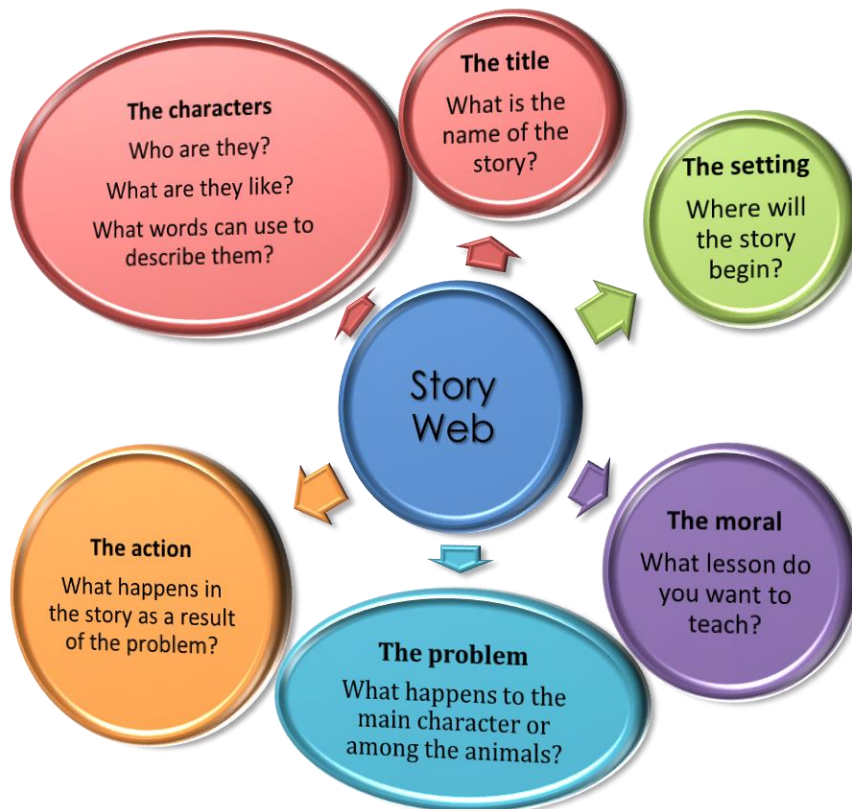 The characters
Who are they?
What are they like?
What words can use to
describe them?
The title
What is the
name of the
story?
The setting
Where will
the story
begin?
Story
Web
The action
What happens in
the story as a result
of the problem?
The problem
What happens to the
main character or
among the animals?
The moral
What lesson do
you want to
teach?